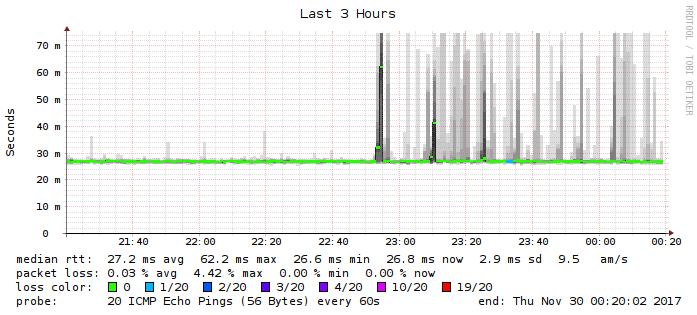 Last 3 Hours
RRDTOOL / TOBI OETIKER
Seconds
70 m
60 m
50 m
40 m
30 m
20 m
10 m
0
21:40 22:00 22:20 22:40 23:00 23:20 23:40 00:00 00:20
median rtt: 27.2 ms avg 62.2 ms max 26.6 ms min 26.8 ms now 2.9 ms sd 9.5 am/s
packet loss: 0.03 % avg 4.42 % max 0.00 % min 0.00 % now
loss color: 0 1/20 2/20 3/20 4/20 10/20 19/20
probe: 20 ICMP Echo Pings (56 Bytes) every 60s end: Thu Nov 30 00:20:02 2017